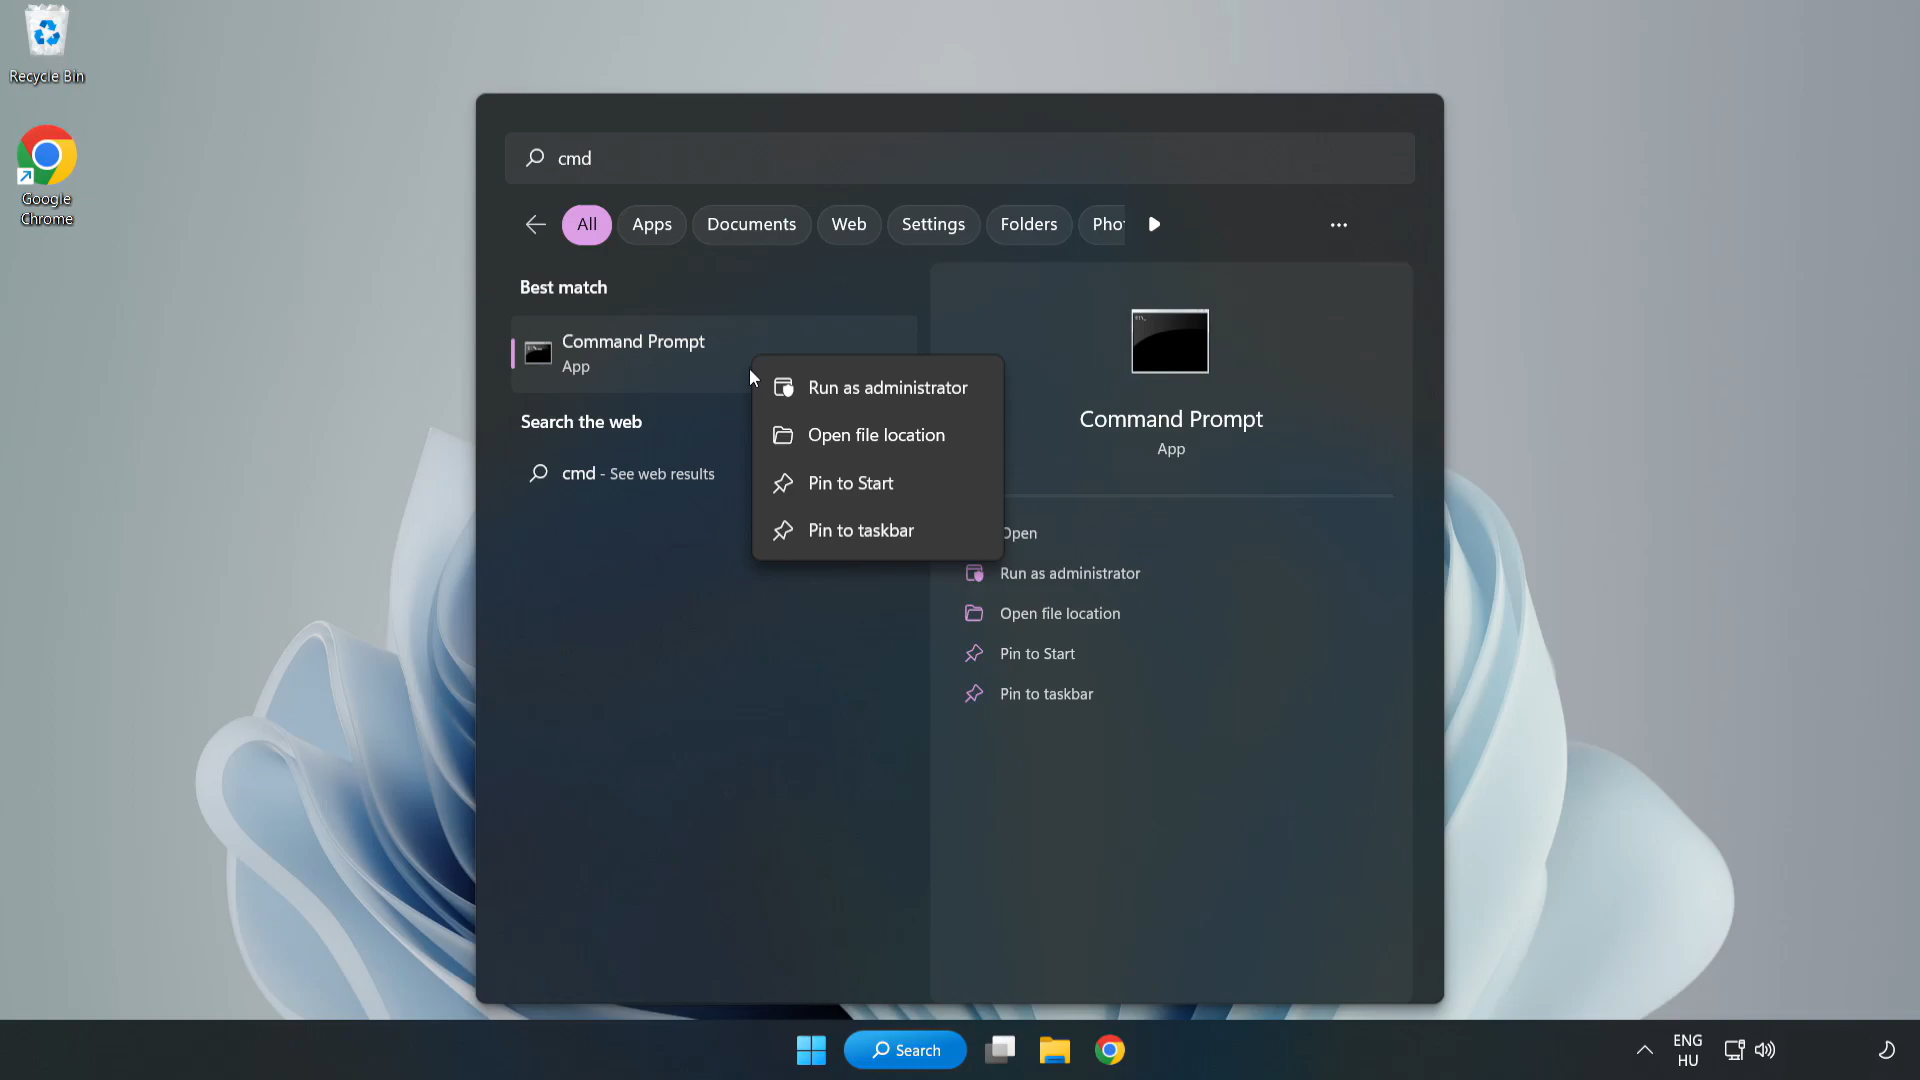 Recycle Bin
Google
Chrome
cmd
All
Apps
Documents
Web
Settings
Folders
Pho
Best match
Command Prompt
App
Search the web
cmd - See web results
Run as administrator
Open file location
Pin to Start
Pin to taskbar
Command Prompt
App
Open
Run as administrator
Open file location
Pin to Start
Pin to taskbar
Search
ENG
HU